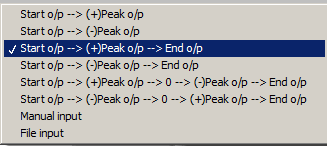 Start o/p --> (+)Peak o/p
Start o/p --> (-)Peak o/p
Start o/p --> (+)Peak o/p --> End o/p
Start o/p --> (-)Peak o/p --> End o/p
Start o/p --> (+)Peak o/p --> 0 --> (-)Peak o/p --> End o/p
Start o/p --> (-)Peak o/p --> 0 --> (+)Peak o/p --> End o/p
Manual input
File input